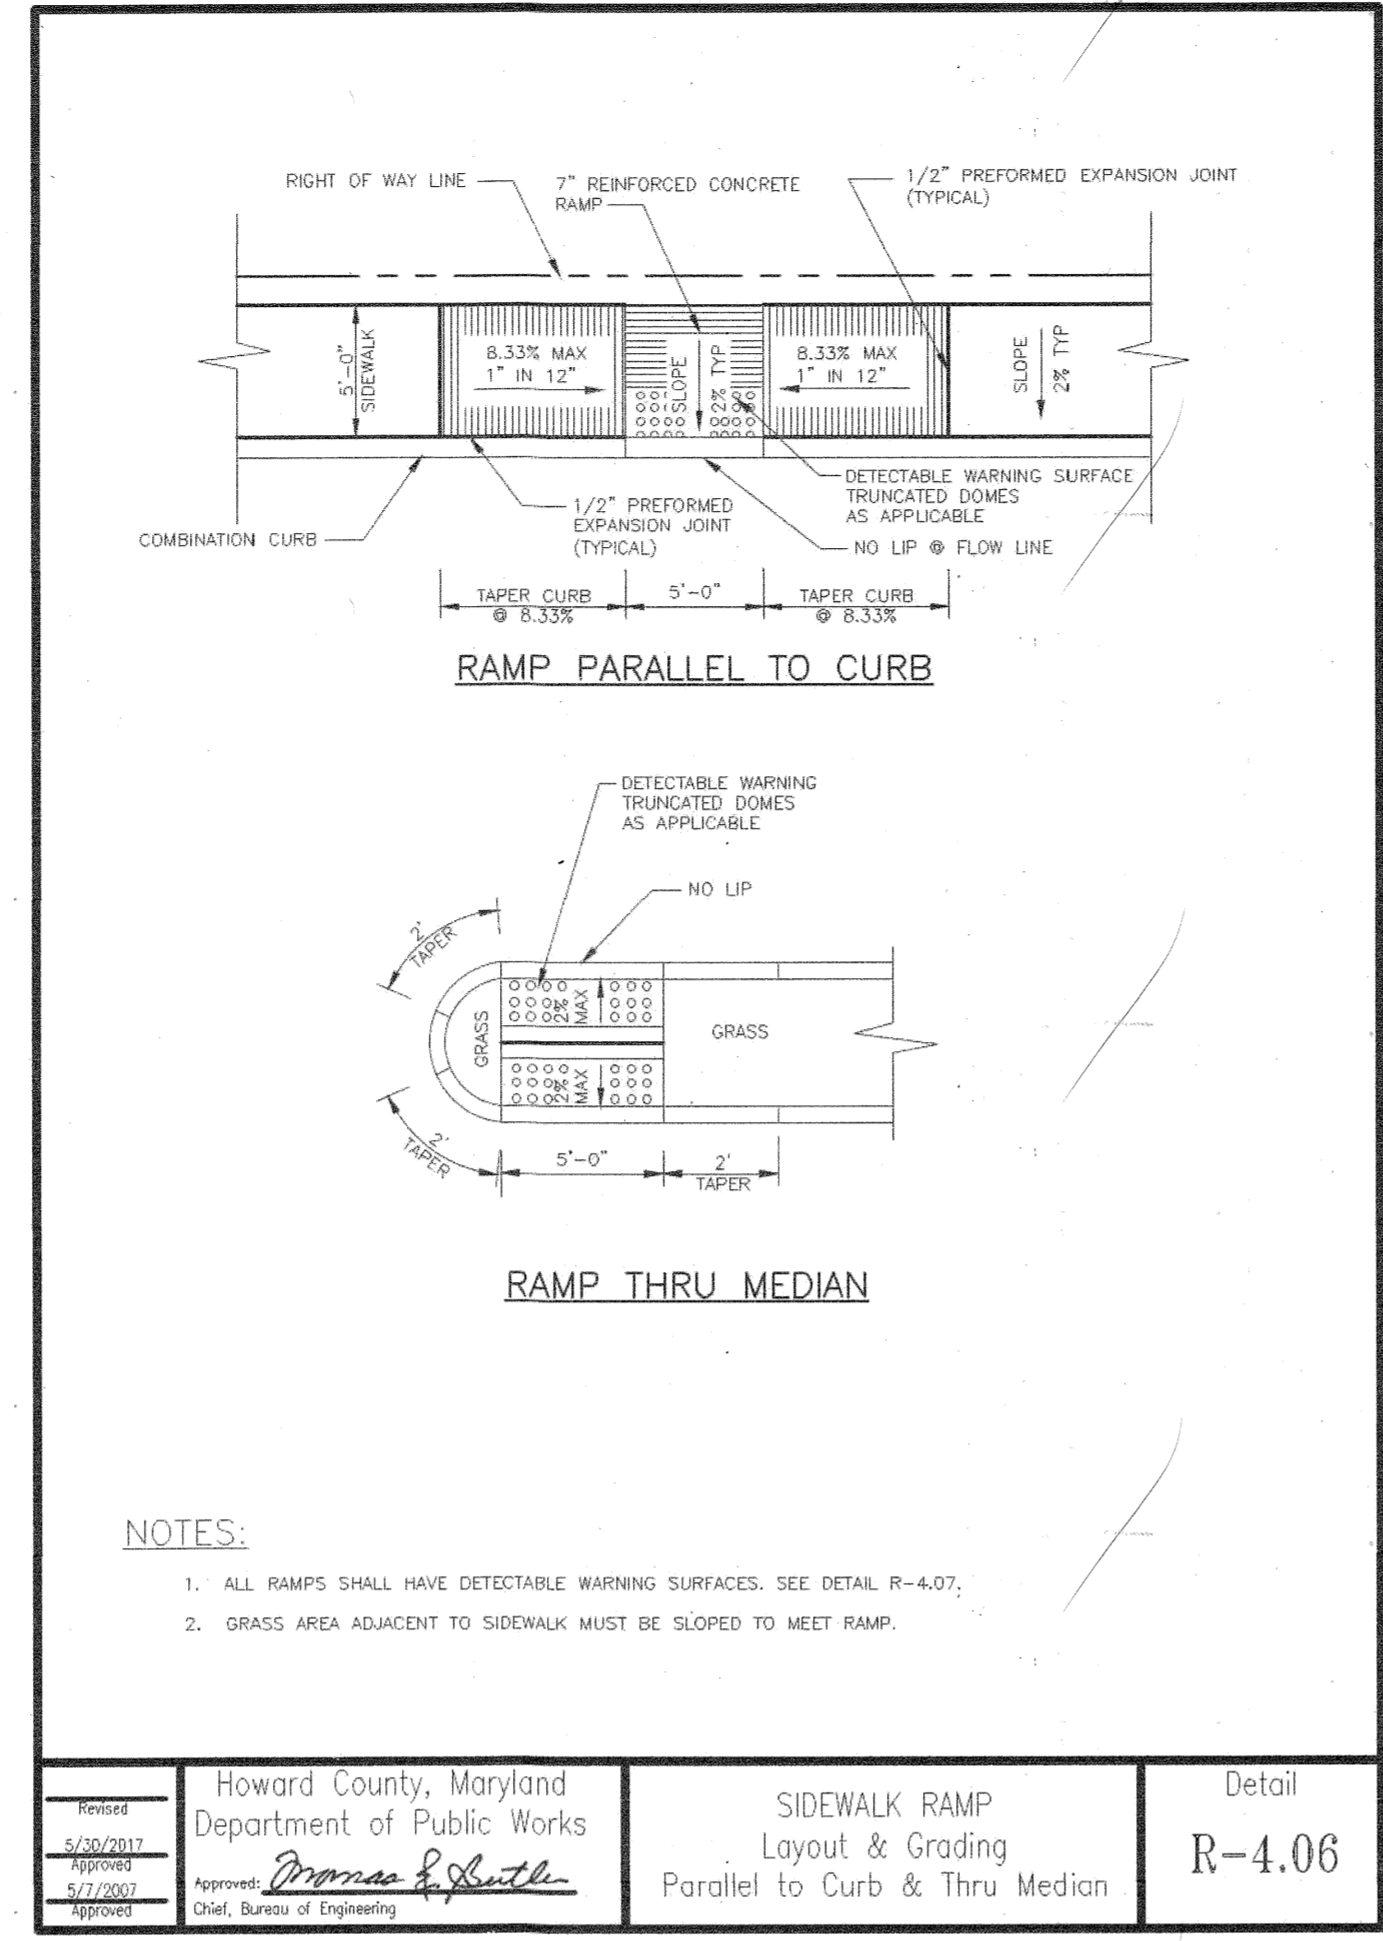 RIGHT OF WAY LINE
7" REINFORCED CONCRETE
RAMP
1/2" PREFORMED EXPANSION JOINT
(TYPICAL)
5'-0"
SIDEWALK
8.33% MAX
1" IN 12"
SLOPE
2% TYP
8.33% MAX
1" IN 12"
SLOPE
2% TYP
DETECTABLE WARNING SURFACE
TRUNCATED DOMES
AS APPLICABLE
1/2" PREFORMED
EXPANSION JOINT
(TYPICAL)
COMBINATION CURB
NO LIP @ FLOW LINE
TAPER CURB
@ 8.33%
5'-0"
TAPER CURB
@ 8.33%
RAMP PARALLEL TO CURB
DETECTABLE WARNING
TRUNCATED DOMES
AS APPLICABLE
NO LIP
2'
TAPER
2%
MAX
GRASS
GRASS
2%
MAX
2'
TAPER
5'-0"
2'
TAPER
RAMP THRU MEDIAN
NOTES:
1. ALL RAMPS SHALL HAVE DETECTABLE WARNING SURFACES. SEE DETAIL R-4.07.
2. GRASS AREA ADJACENT TO SIDEWALK MUST BE SLOPED TO MEET RAMP.
Revised
5/30/2017
Approved
5/7/2007
Approved
Howard County, Maryland
Department of Public Works
Approved: Thomas E. Butler
Chief, Bureau of Engineering
SIDEWALK RAMP
Layout & Grading
Parallel to Curb & Thru Median
Detail
R-4.06